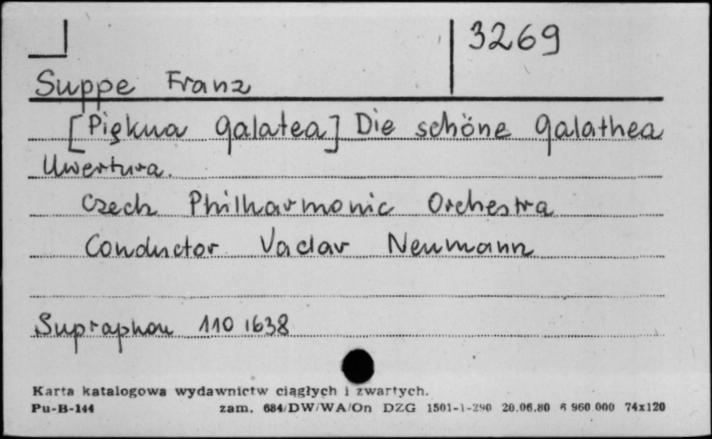 3269
Suppe Franz
[Piękna Galatea] Die schöne Galathea
Uwertura.
Czech Philharmonic Orchestra
Conductor Vaclav Neumann
Supraphon 110 1638
Karta katalogowa wydawnictw ciągłych i zwartych.
Pu-B-144 zam. 684/DW/WA/On DZG 1501-1-290 20.06.80 6 960 000 74x120